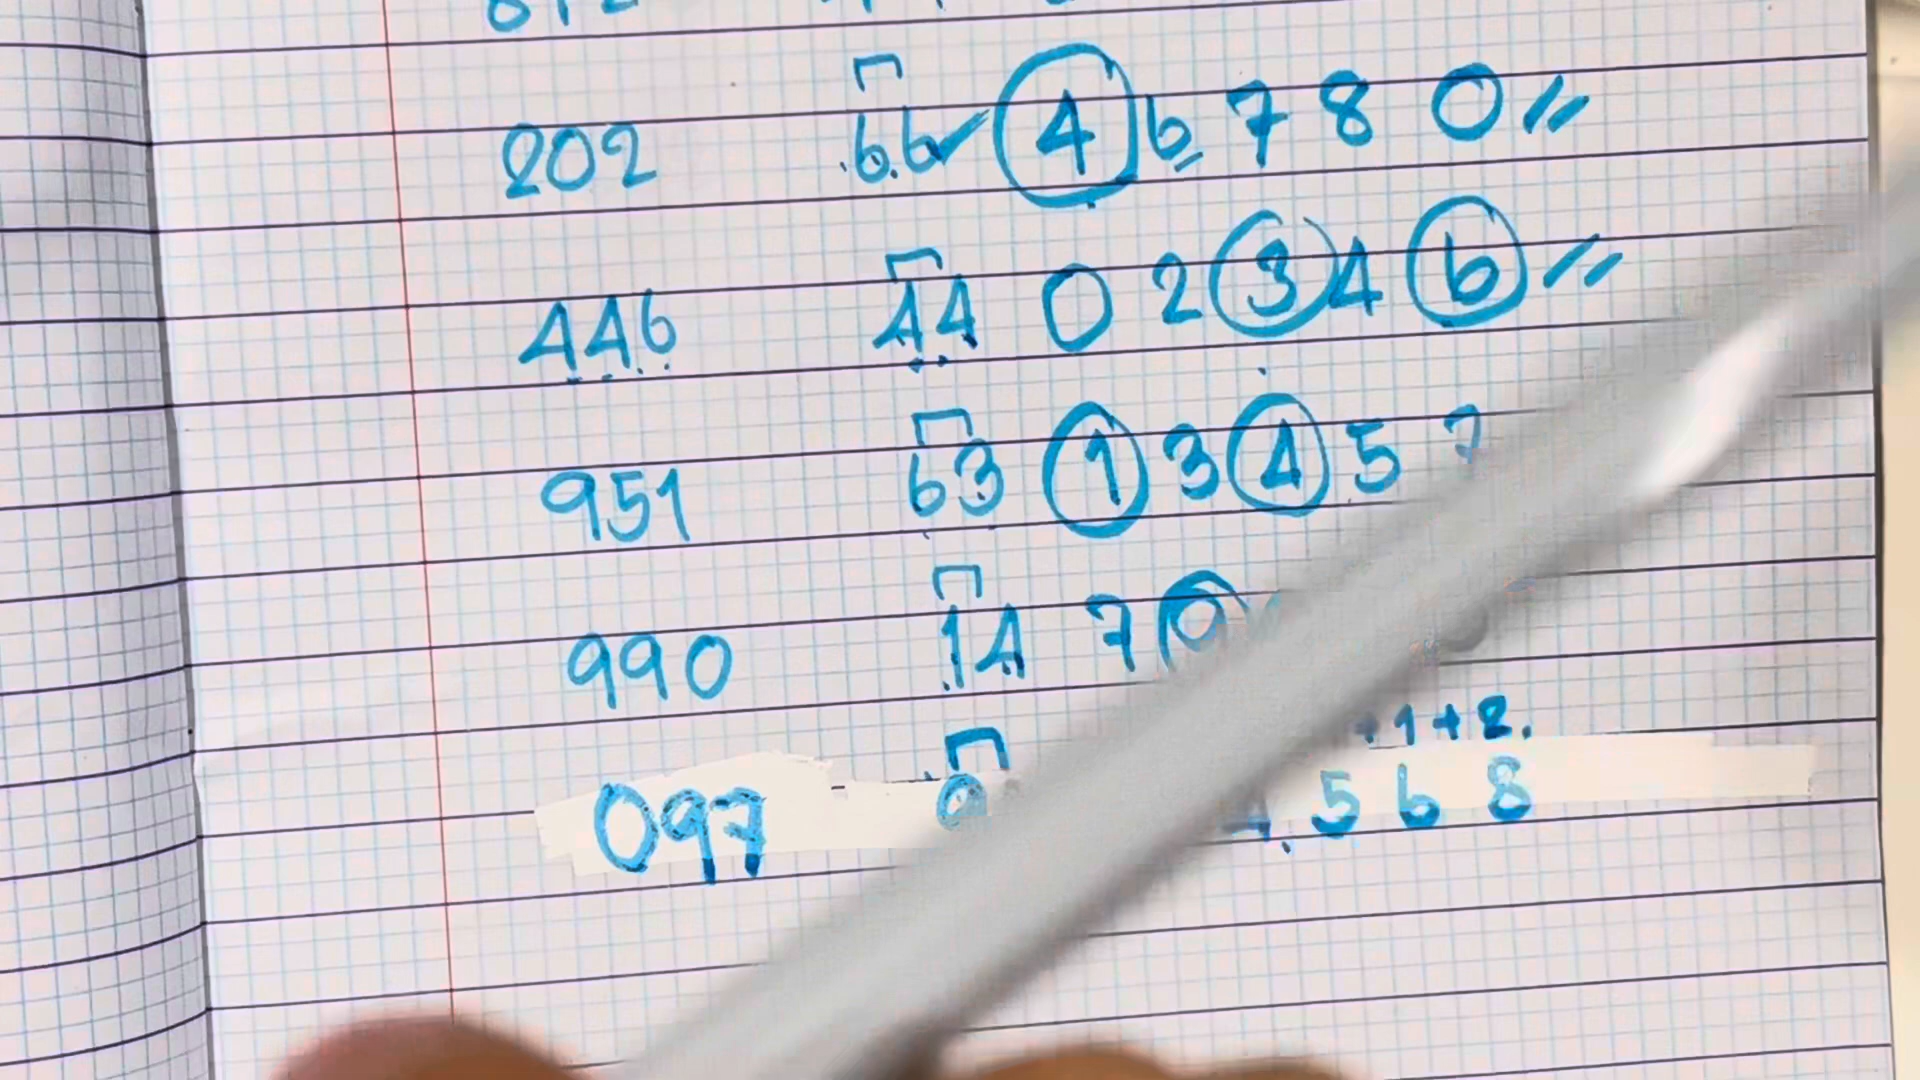 202 66✓ 4 6 7 8 0 //
446 44 0 2 3 4 6 //
951 63 1 3 4 5
990 14 7
+1+2.
097 5 6 8